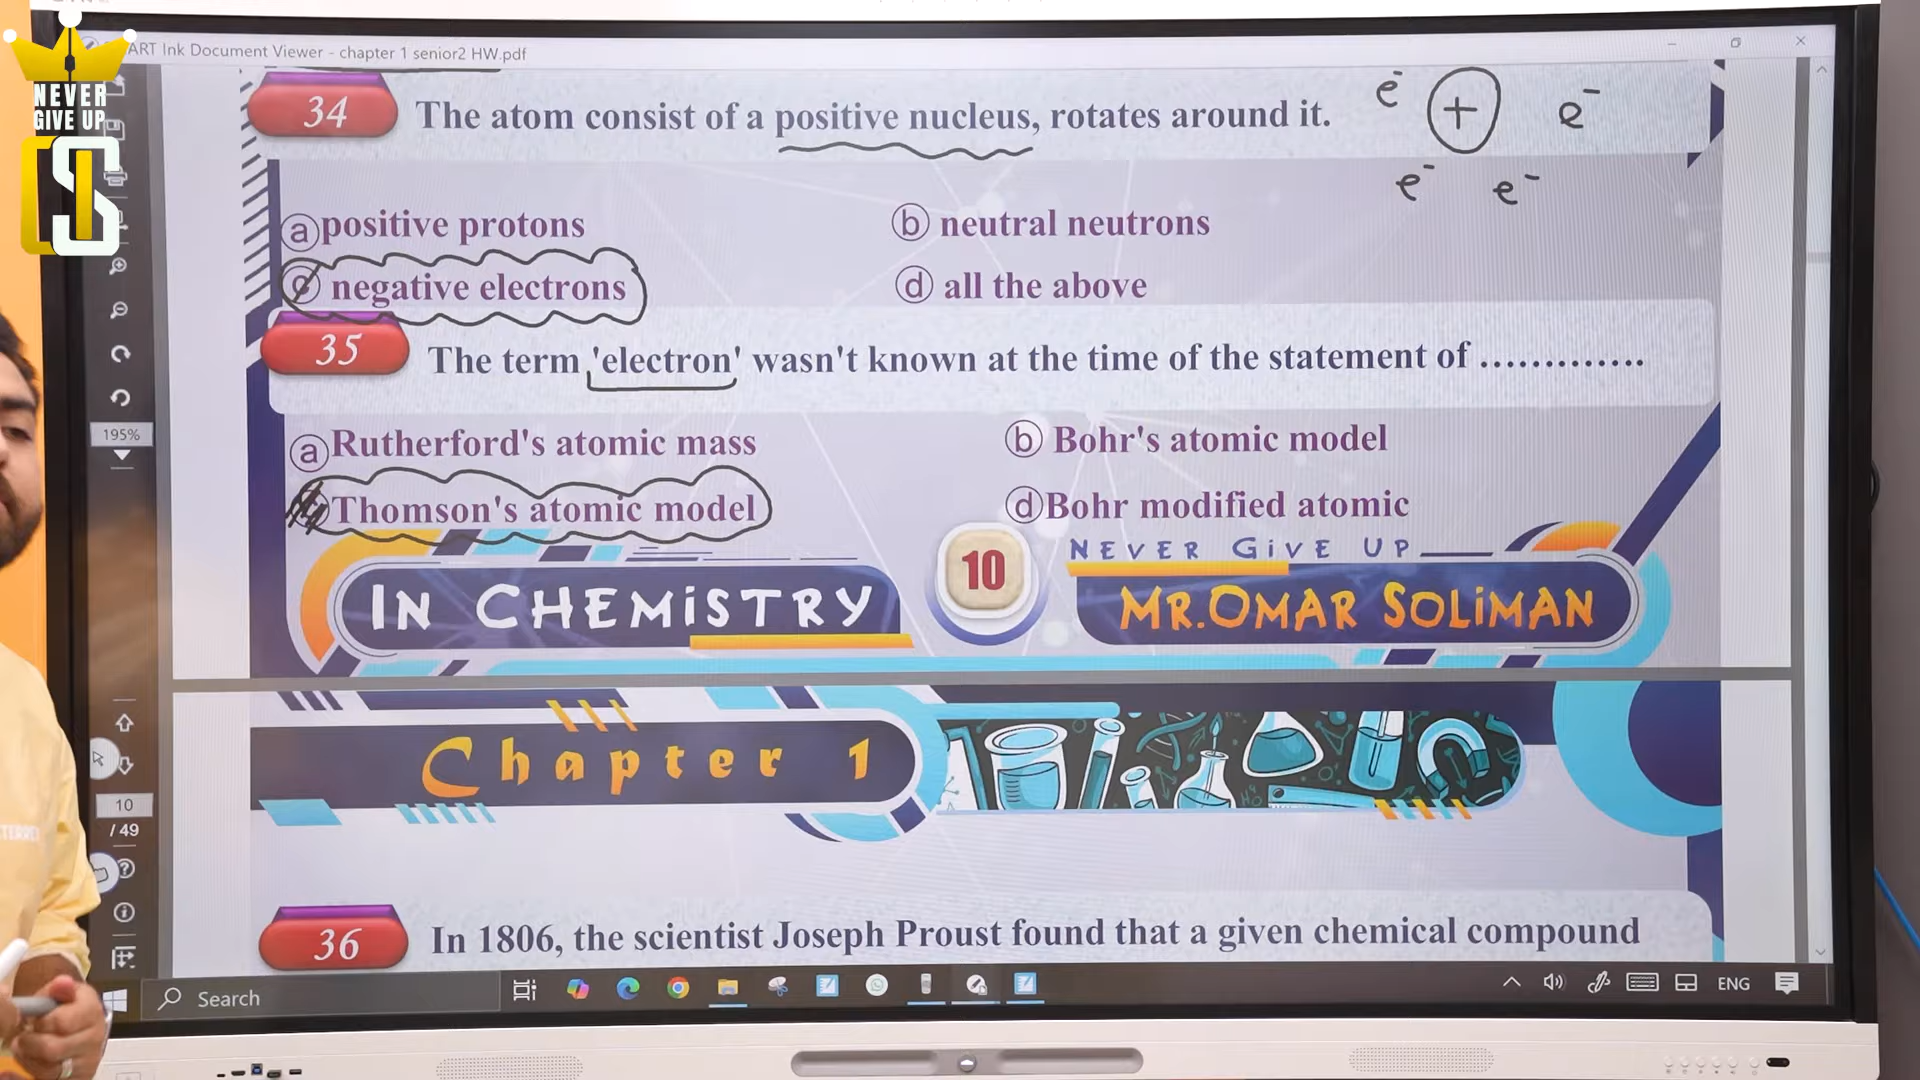 ART Ink Document Viewer - chapter 1 senior2 HW.pdf
NEVER
GIVE UP
34 The atom consist of a positive nucleus, rotates around it.
e⁻ + e⁻
e⁻ e⁻
ⓐ positive protons
ⓑ neutral neutrons
ⓒ negative electrons
ⓓ all the above
35 The term 'electron' wasn't known at the time of the statement of .............
ⓐ Rutherford's atomic mass
ⓑ Bohr's atomic model
Thomson's atomic model
ⓓ Bohr modified atomic
195%
IN CHEMiSTRY
10
NEVER GiVE UP
MR.OMAR SOLiMAN
Chapter 1
10
/ 49
36 In 1806, the scientist Joseph Proust found that a given chemical compound
Search
ENG